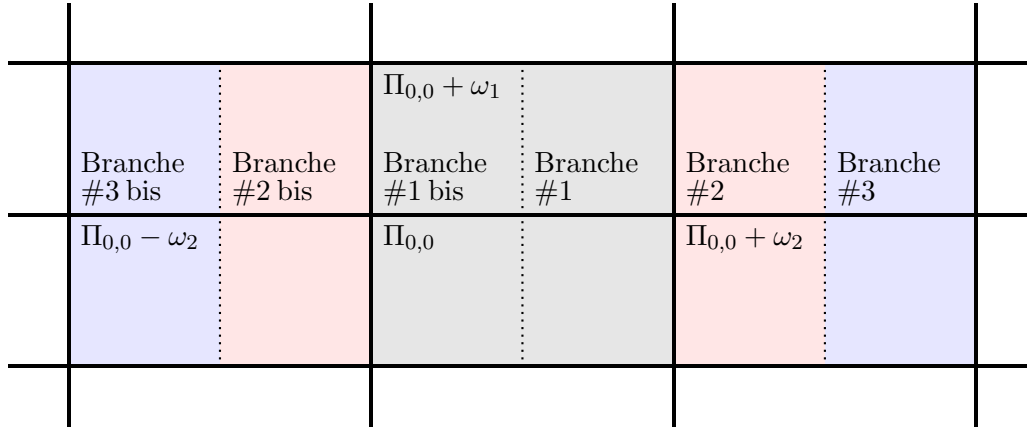 Π₀,₀ + ω₁
Branche
#3 bis
Branche
#2 bis
Branche
#1 bis
Branche
#1
Branche
#2
Branche
#3
Π₀,₀ − ω₂
Π₀,₀
Π₀,₀ + ω₂